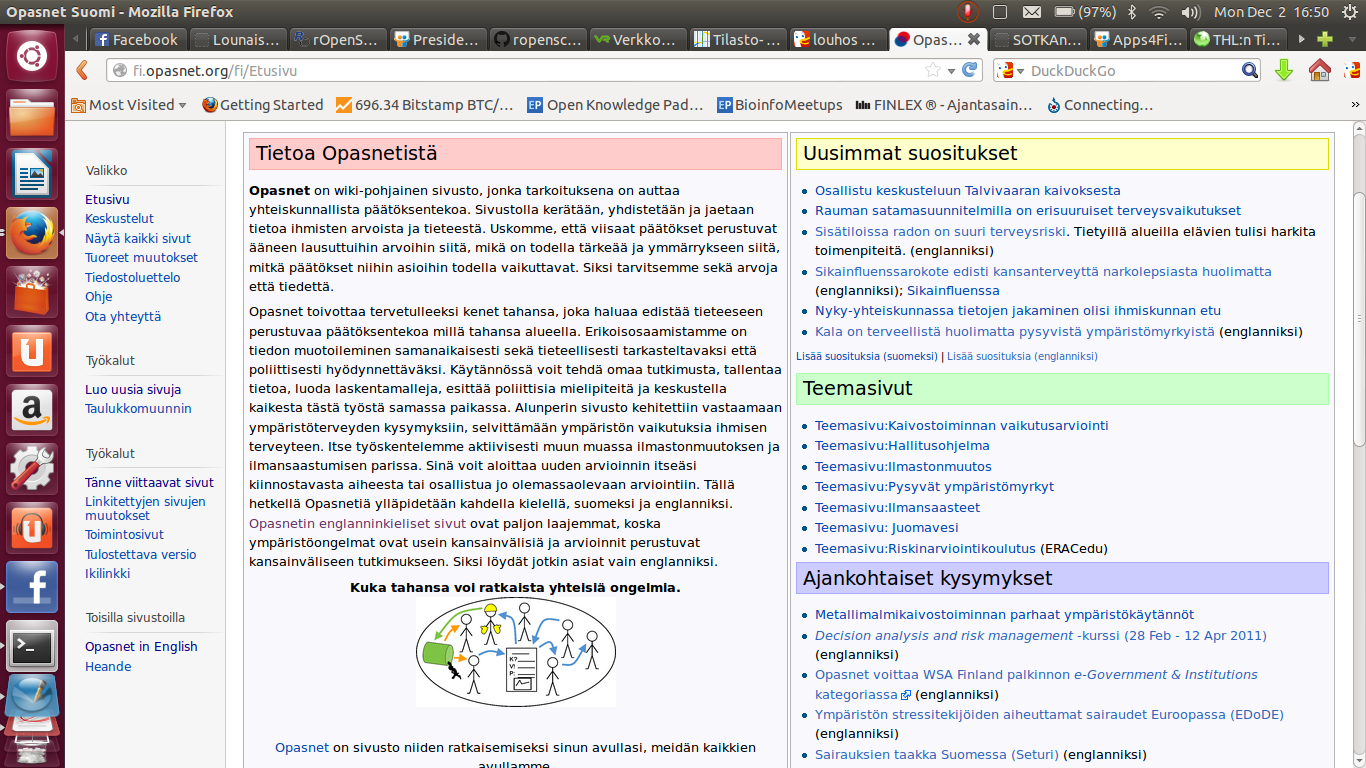 Opasnet Suomi - Mozilla Firefox
(97%)
Mon Dec 2 16:50
Facebook
Lounais...
rOpenS...
Preside...
ropensc...
Verkko...
Tilasto-...
louhos ...
Opas...
SOTKAn...
Apps4Fi...
THL:n Ti...
fi.opasnet.org/fi/Etusivu
DuckDuckGo
Most Visited
Getting Started
696.34 Bitstamp BTC/...
Open Knowledge Pad...
BioinfoMeetups
FINLEX ® - Ajantasain...
Connecting...
Valikko
Etusivu
Keskustelut
Näytä kaikki sivut
Tuoreet muutokset
Tiedostoluettelo
Ohje
Ota yhteyttä
Työkalut
Luo uusia sivuja
Taulukkomuunnin
Työkalut
Tänne viittaavat sivut
Linkitettyjen sivujen
muutokset
Toimintosivut
Tulostettava versio
Ikilinkki
Toisilla sivustoilla
Opasnet in English
Heande
Tietoa Opasnetistä
Opasnet on wiki-pohjainen sivusto, jonka tarkoituksena on auttaa
yhteiskunnallista päätöksentekoa. Sivustolla kerätään, yhdistetään ja jaetaan
tietoa ihmisten arvoista ja tieteestä. Uskomme, että viisaat päätökset perustuvat
ääneen lausuttuihin arvoihin siitä, mikä on todella tärkeää ja ymmärrykseen siitä,
mitkä päätökset niihin asioihin todella vaikuttavat. Siksi tarvitsemme sekä arvoja
että tiedettä.
Opasnet toivottaa tervetulleeksi kenet tahansa, joka haluaa edistää tieteeseen
perustuvaa päätöksentekoa millä tahansa alueella. Erikoisosaamistamme on
tiedon muotoileminen samanaikaisesti sekä tieteellisesti tarkasteltavaksi että
poliittisesti hyödynnettäväksi. Käytännössä voit tehdä omaa tutkimusta, tallentaa
tietoa, luoda laskentamalleja, esittää poliittisia mielipiteitä ja keskustella
kaikesta tästä työstä samassa paikassa. Alunperin sivusto kehitettiin vastaamaan
ympäristöterveyden kysymyksiin, selvittämään ympäristön vaikutuksia ihmisen
terveyteen. Itse työskentelemme aktiivisesti muun muassa ilmastonmuutoksen ja
ilmansaastumisen parissa. Sinä voit aloittaa uuden arvioinnin itseäsi
kiinnostavasta aiheesta tai osallistua jo olemassaolevaan arviointiin. Tällä
hetkellä Opasnetiä ylläpidetään kahdella kielellä, suomeksi ja englanniksi.
Opasnetin englanninkieliset sivut ovat paljon laajemmat, koska
ympäristöongelmat ovat usein kansainvälisiä ja arvioinnit perustuvat
kansainväliseen tutkimukseen. Siksi löydät jotkin asiat vain englanniksi.
Kuka tahansa voi ratkaista yhteisiä ongelmia.
K?
V!
P:
Opasnet on sivusto niiden ratkaisemiseksi sinun avullasi, meidän kaikkien
avullamme
Uusimmat suositukset
Osallistu keskusteluun Talvivaaran kaivoksesta
Rauman satamasuunnitelmilla on erisuuruiset terveysvaikutukset
Sisätiloissa radon on suuri terveysriski. Tietyillä alueilla elävien tulisi harkita
toimenpiteitä. (englanniksi)
Sikainfluenssarokote edisti kansanterveyttä narkolepsiasta huolimatta
(englanniksi); Sikainfluenssa
Nyky-yhteiskunnassa tietojen jakaminen olisi ihmiskunnan etu
Kala on terveellistä huolimatta pysyvistä ympäristömyrkyistä (englanniksi)
Lisää suosituksia (suomeksi) | Lisää suosituksia (englanniksi)
Teemasivut
Teemasivu:Kaivostoiminnan vaikutusarviointi
Teemasivu:Hallitusohjelma
Teemasivu:Ilmastonmuutos
Teemasivu:Pysyvät ympäristömyrkyt
Teemasivu:Ilmansaasteet
Teemasivu: Juomavesi
Teemasivu:Riskinarviointikoulutus (ERACedu)
Ajankohtaiset kysymykset
Metallimalmikaivostoiminnan parhaat ympäristökäytännöt
Decision analysis and risk management -kurssi (28 Feb - 12 Apr 2011)
(englanniksi)
Opasnet voittaa WSA Finland palkinnon e-Government & Institutions
kategoriassa (englanniksi)
Ympäristön stressitekijöiden aiheuttamat sairaudet Euroopassa (EDoDE)
(englanniksi)
Sairauksien taakka Suomessa (Seturi) (englanniksi)